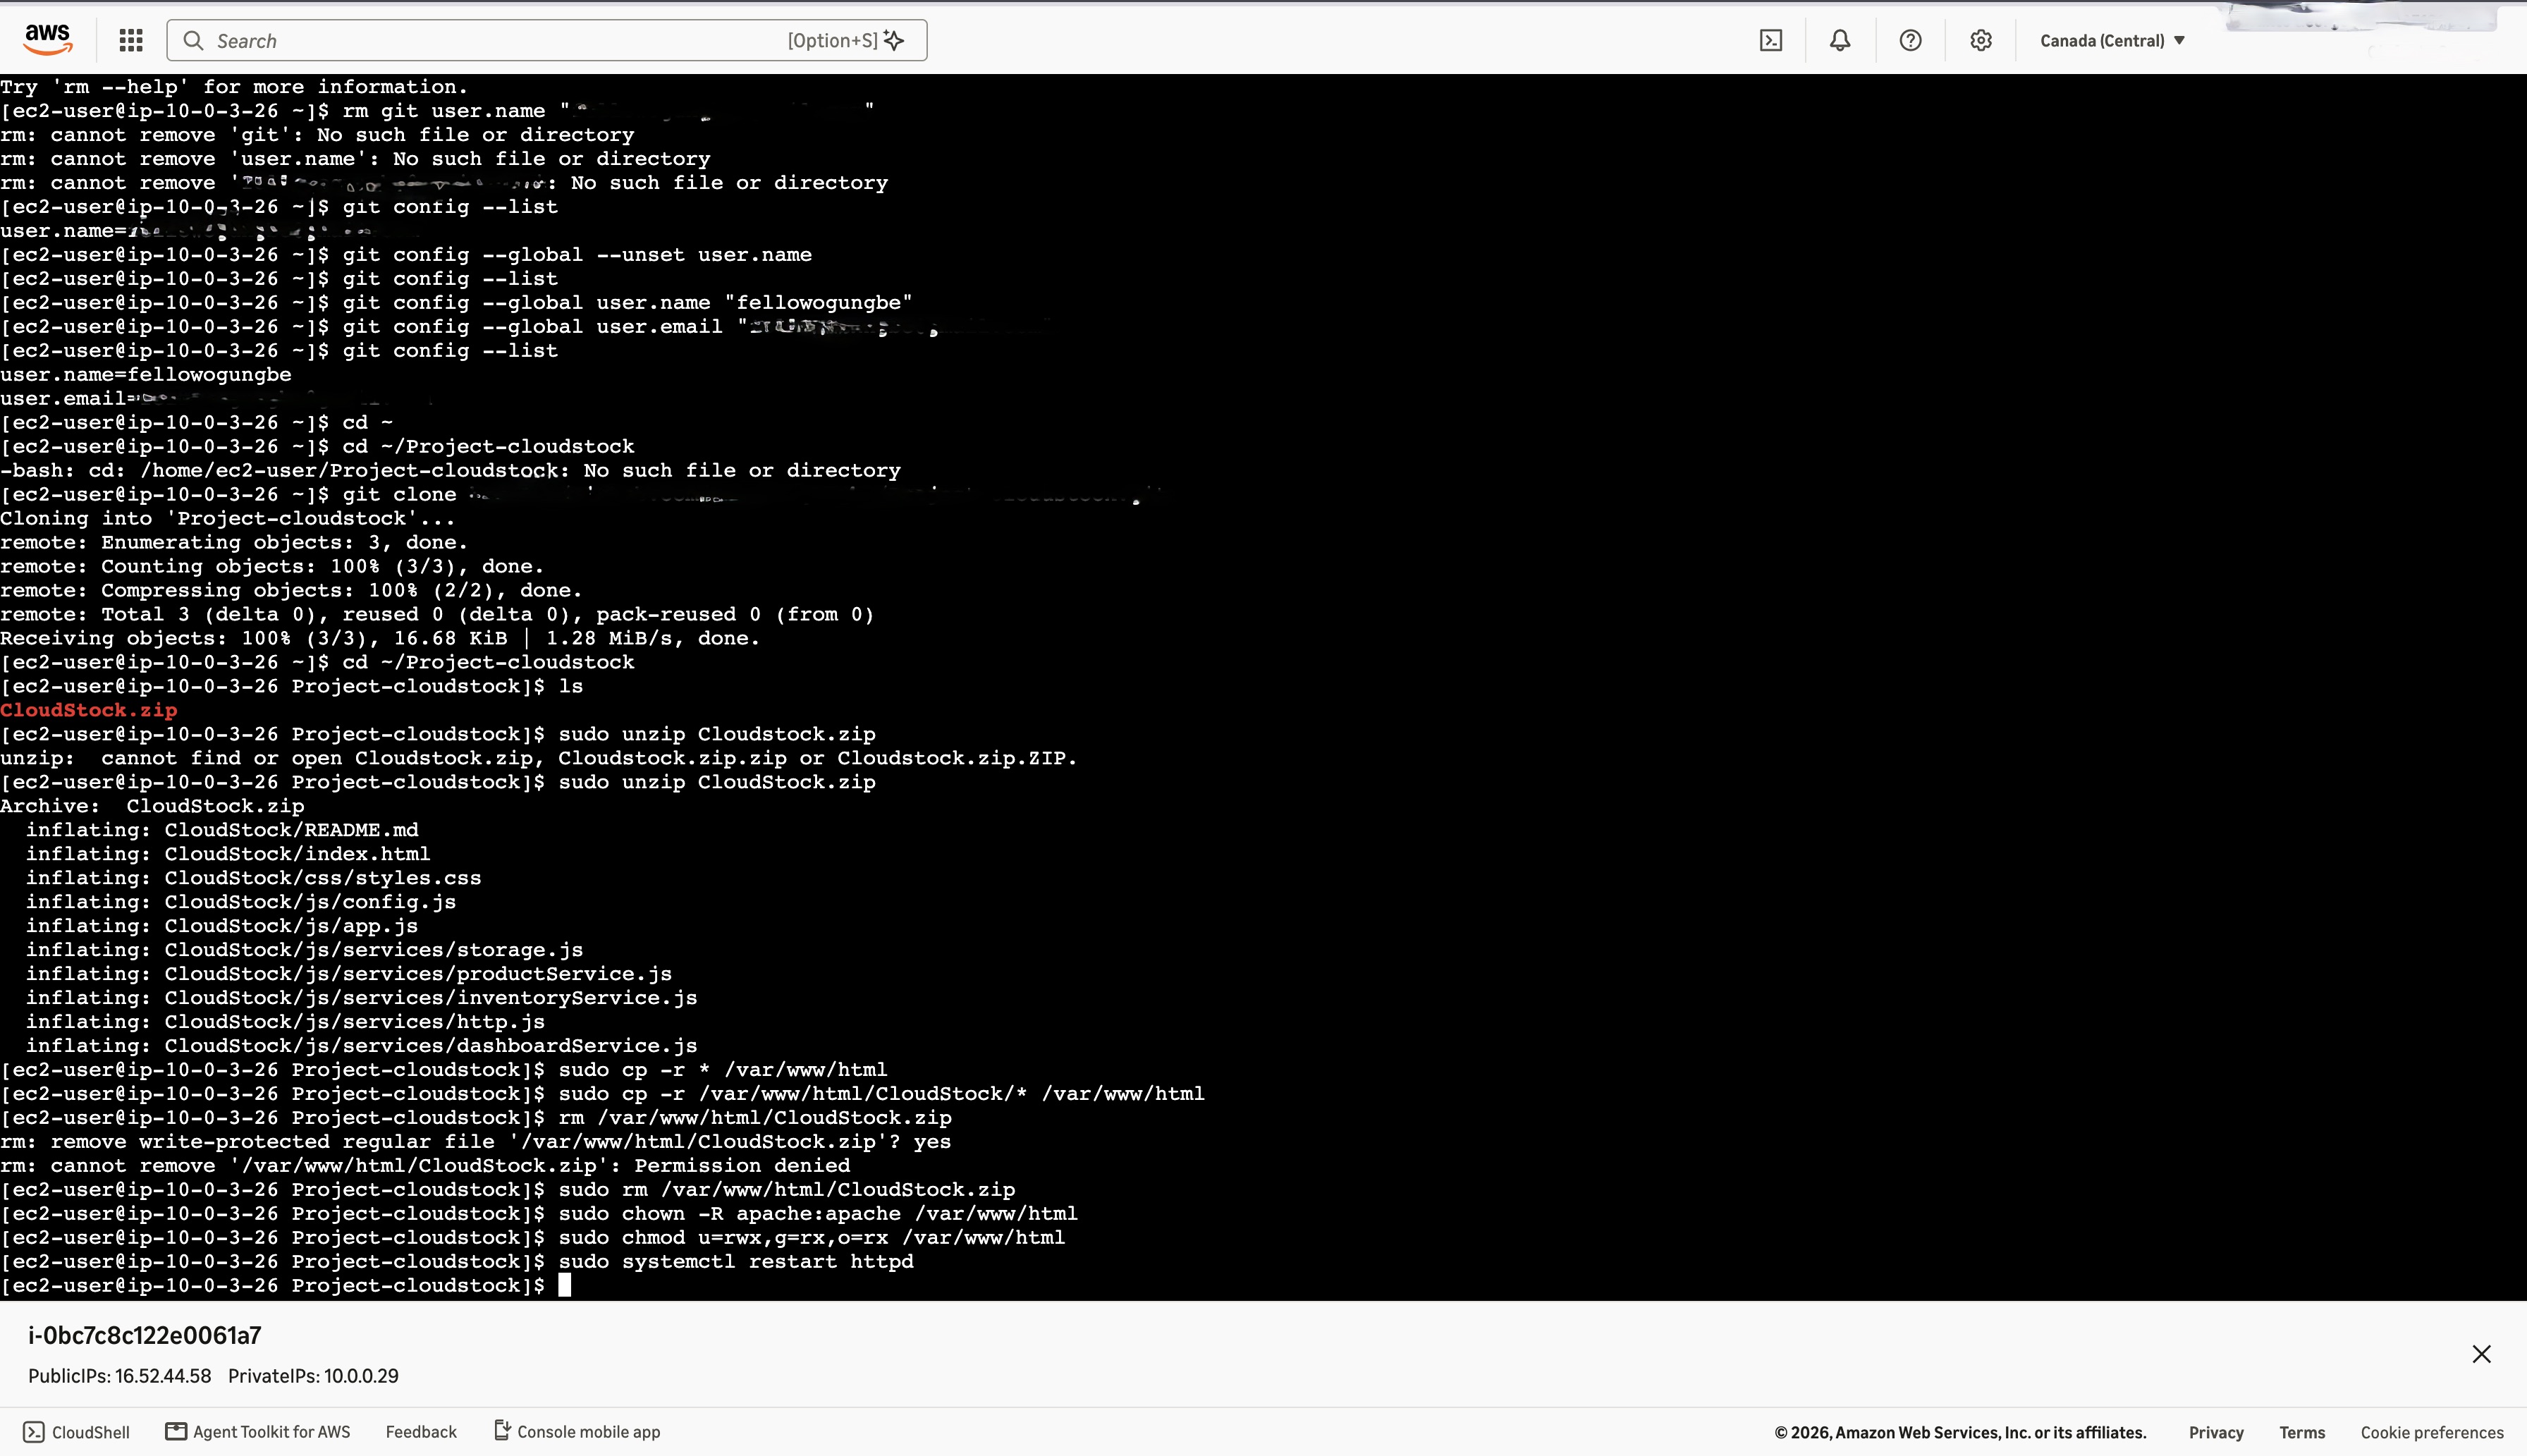 aws
Search [Option+S] Canada (Central)
Try 'rm --help' for more information.
[ec2-user@ip-10-0-3-26 ~]$ rm git user.name " "
rm: cannot remove 'git': No such file or directory
rm: cannot remove 'user.name': No such file or directory
rm: cannot remove ' : No such file or directory
[ec2-user@ip-10-0-3-26 ~]$ git config --list
user.name=
[ec2-user@ip-10-0-3-26 ~]$ git config --global --unset user.name
[ec2-user@ip-10-0-3-26 ~]$ git config --list
[ec2-user@ip-10-0-3-26 ~]$ git config --global user.name "fellowogungbe"
[ec2-user@ip-10-0-3-26 ~]$ git config --global user.email "
[ec2-user@ip-10-0-3-26 ~]$ git config --list
user.name=fellowogungbe
user.email=
[ec2-user@ip-10-0-3-26 ~]$ cd ~
[ec2-user@ip-10-0-3-26 ~]$ cd ~/Project-cloudstock
-bash: cd: /home/ec2-user/Project-cloudstock: No such file or directory
[ec2-user@ip-10-0-3-26 ~]$ git clone
Cloning into 'Project-cloudstock'...
remote: Enumerating objects: 3, done.
remote: Counting objects: 100% (3/3), done.
remote: Compressing objects: 100% (2/2), done.
remote: Total 3 (delta 0), reused 0 (delta 0), pack-reused 0 (from 0)
Receiving objects: 100% (3/3), 16.68 KiB | 1.28 MiB/s, done.
[ec2-user@ip-10-0-3-26 ~]$ cd ~/Project-cloudstock
[ec2-user@ip-10-0-3-26 Project-cloudstock]$ ls
CloudStock.zip
[ec2-user@ip-10-0-3-26 Project-cloudstock]$ sudo unzip Cloudstock.zip
unzip:  cannot find or open Cloudstock.zip, Cloudstock.zip.zip or Cloudstock.zip.ZIP.
[ec2-user@ip-10-0-3-26 Project-cloudstock]$ sudo unzip CloudStock.zip
Archive:  CloudStock.zip
  inflating: CloudStock/README.md
  inflating: CloudStock/index.html
  inflating: CloudStock/css/styles.css
  inflating: CloudStock/js/config.js
  inflating: CloudStock/js/app.js
  inflating: CloudStock/js/services/storage.js
  inflating: CloudStock/js/services/productService.js
  inflating: CloudStock/js/services/inventoryService.js
  inflating: CloudStock/js/services/http.js
  inflating: CloudStock/js/services/dashboardService.js
[ec2-user@ip-10-0-3-26 Project-cloudstock]$ sudo cp -r * /var/www/html
[ec2-user@ip-10-0-3-26 Project-cloudstock]$ sudo cp -r /var/www/html/CloudStock/* /var/www/html
[ec2-user@ip-10-0-3-26 Project-cloudstock]$ rm /var/www/html/CloudStock.zip
rm: remove write-protected regular file '/var/www/html/CloudStock.zip'? yes
rm: cannot remove '/var/www/html/CloudStock.zip': Permission denied
[ec2-user@ip-10-0-3-26 Project-cloudstock]$ sudo rm /var/www/html/CloudStock.zip
[ec2-user@ip-10-0-3-26 Project-cloudstock]$ sudo chown -R apache:apache /var/www/html
[ec2-user@ip-10-0-3-26 Project-cloudstock]$ sudo chmod u=rwx,g=rx,o=rx /var/www/html
[ec2-user@ip-10-0-3-26 Project-cloudstock]$ sudo systemctl restart httpd
[ec2-user@ip-10-0-3-26 Project-cloudstock]$
i-0bc7c8c122e0061a7
PublicIPs: 16.52.44.58 PrivateIPs: 10.0.0.29
CloudShell Agent Toolkit for AWS Feedback Console mobile app © 2026, Amazon Web Services, Inc. or its affiliates. Privacy Terms Cookie preferences